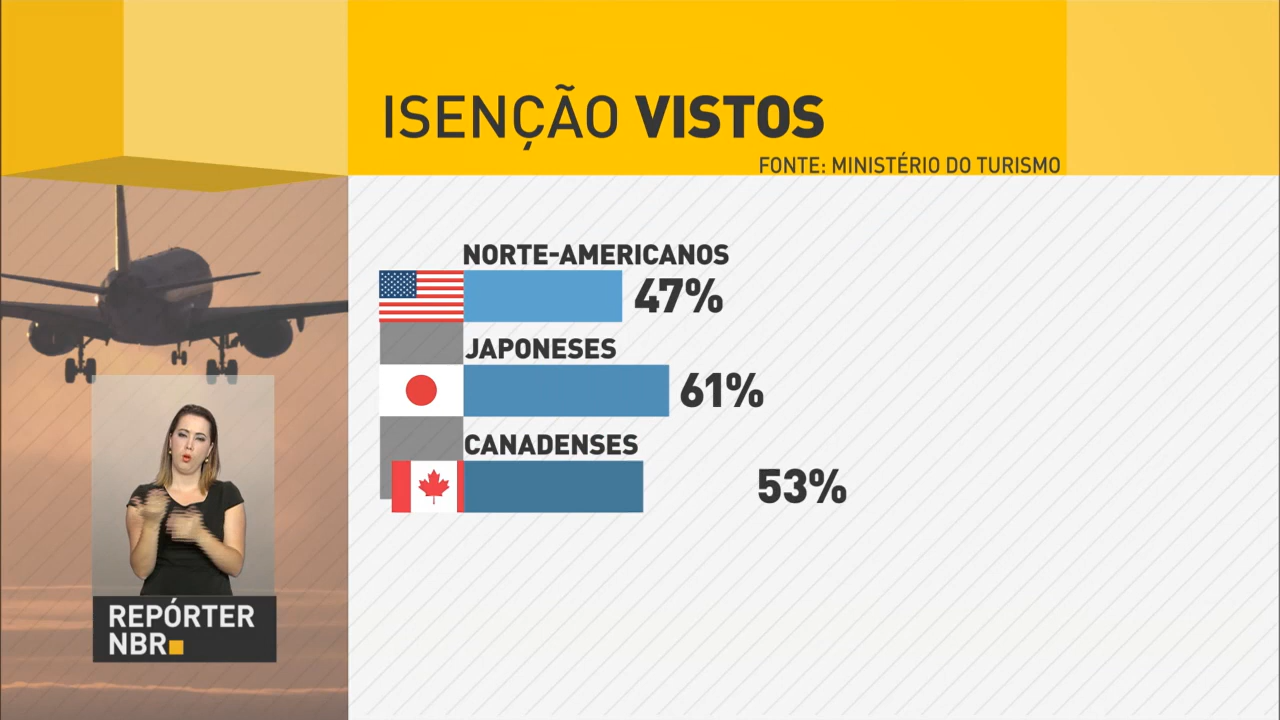 ISENÇÃO VISTOS
FONTE: MINISTÉRIO DO TURISMO
NORTE-AMERICANOS
47%
JAPONESES
61%
CANADENSES
53%
REPÓRTER
NBR